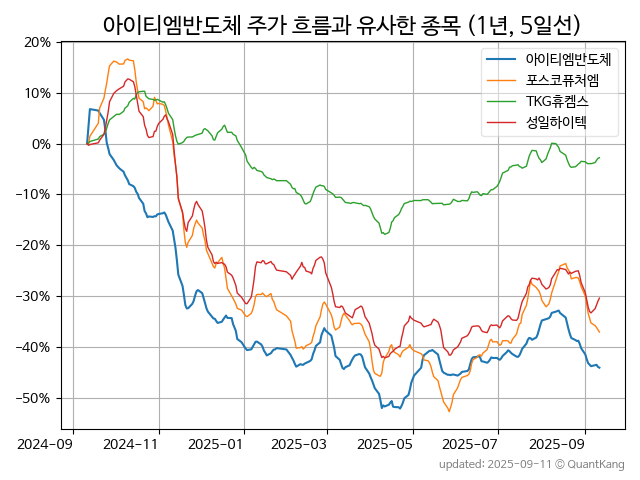 아이티엠반도체 주가 흐름과 유사한 종목 (1년, 5일선)
20%
10%
0%
−10%
−20%
−30%
−40%
−50%
아이티엠반도체
포스코퓨처엠
TKG휴켐스
성일하이텍
2024−09
2024−11
2025−01
2025−03
2025−05
2025−07
2025−09
updated: 2025-09-11 © QuantKang